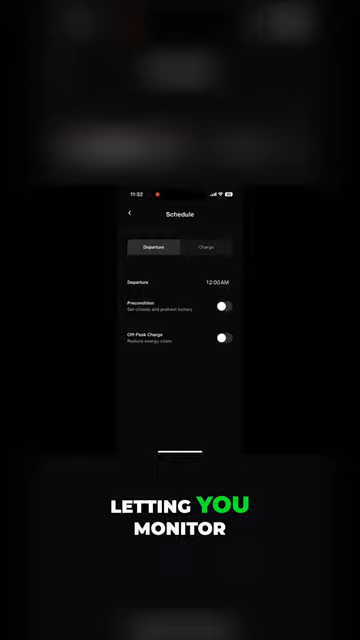 11:32
Schedule
Departure
Charge
Departure
12:00 AM
Precondition
Set climate and preheat battery
Off-Peak Charge
Reduce energy costs
LETTING YOU
MONITOR